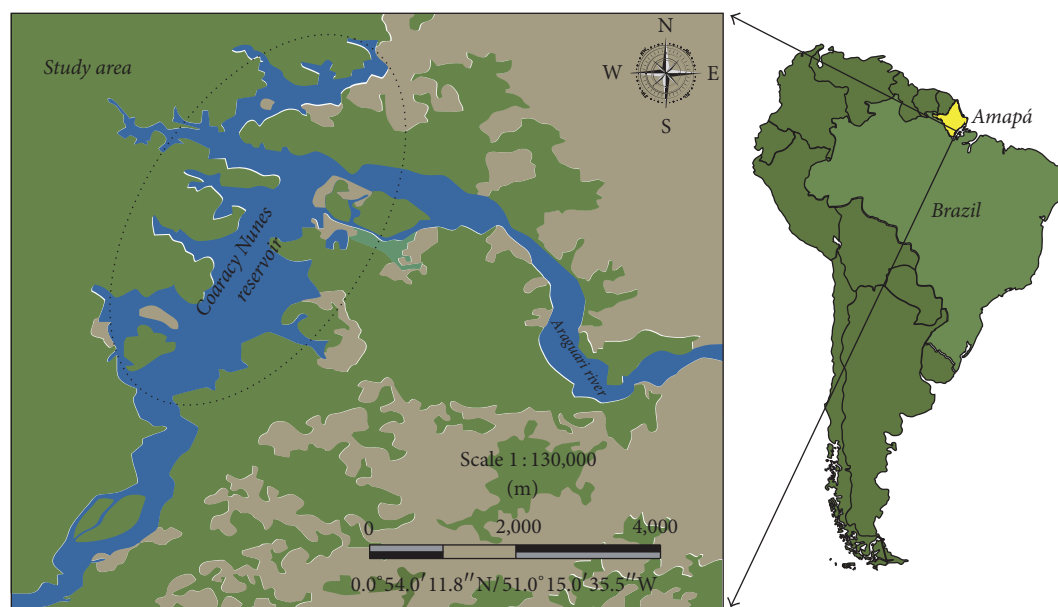 Study area
N
W
E
S
Coaracy Nunes
reservoir
Araguari river
Scale 1 : 130,000
(m)
0
2,000
4,000
0.0°54.0′11.8″N/51.0°15.0′35.5″W
Amapá
Brazil